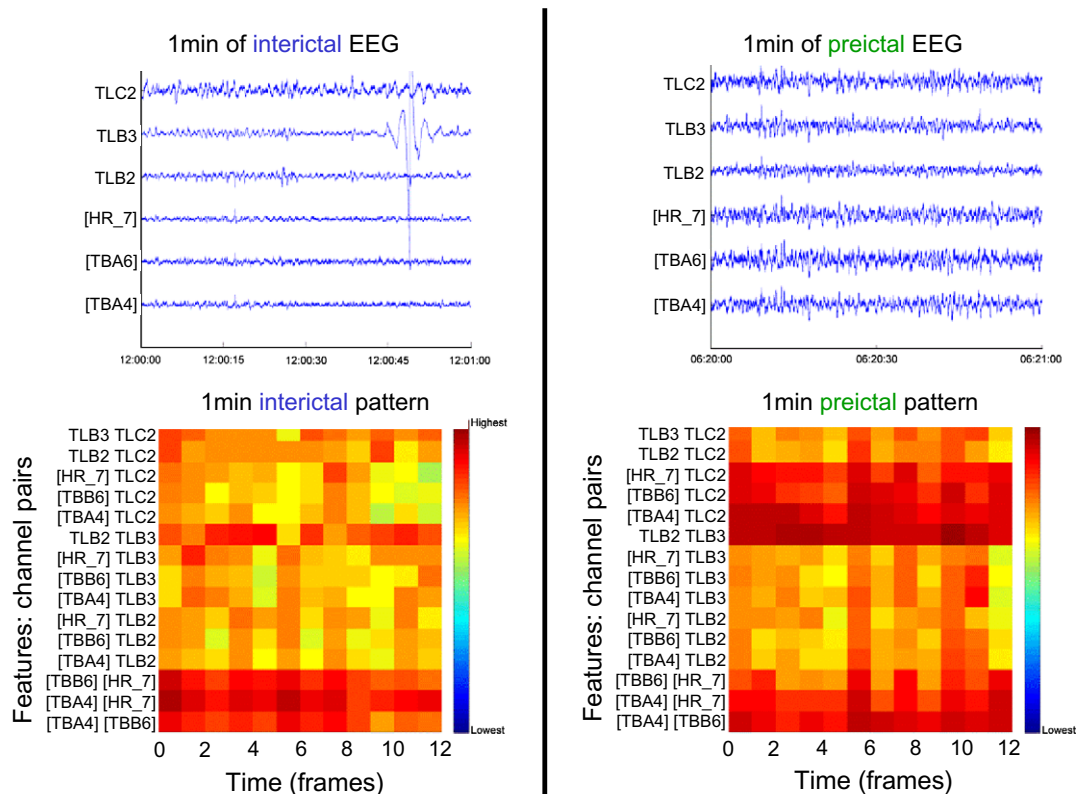 1min of interictal EEG
TLC2
TLB3
TLB2
[HR_7]
[TBA6]
[TBA4]
12:00:00 12:00:15 12:00:30 12:00:45 12:01:00
1min interictal pattern
Features: channel pairs
TLB3 TLC2
TLB2 TLC2
[HR_7] TLC2
[TBB6] TLC2
[TBA4] TLC2
TLB2 TLB3
[HR_7] TLB3
[TBB6] TLB3
[TBA4] TLB3
[HR_7] TLB2
[TBB6] TLB2
[TBA4] TLB2
[TBB6] [HR_7]
[TBA4] [HR_7]
[TBA4] [TBB6]
0 2 4 6 8 10 12
Time (frames)
Highest
Lowest
1min of preictal EEG
TLC2
TLB3
TLB2
[HR_7]
[TBA6]
[TBA4]
06:20:00 06:20:30 06:21:00
1min preictal pattern
Features: channel pairs
TLB3 TLC2
TLB2 TLC2
[HR_7] TLC2
[TBB6] TLC2
[TBA4] TLC2
TLB2 TLB3
[HR_7] TLB3
[TBB6] TLB3
[TBA4] TLB3
[HR_7] TLB2
[TBB6] TLB2
[TBA4] TLB2
[TBB6] [HR_7]
[TBA4] [HR_7]
[TBA4] [TBB6]
0 2 4 6 8 10 12
Time (frames)